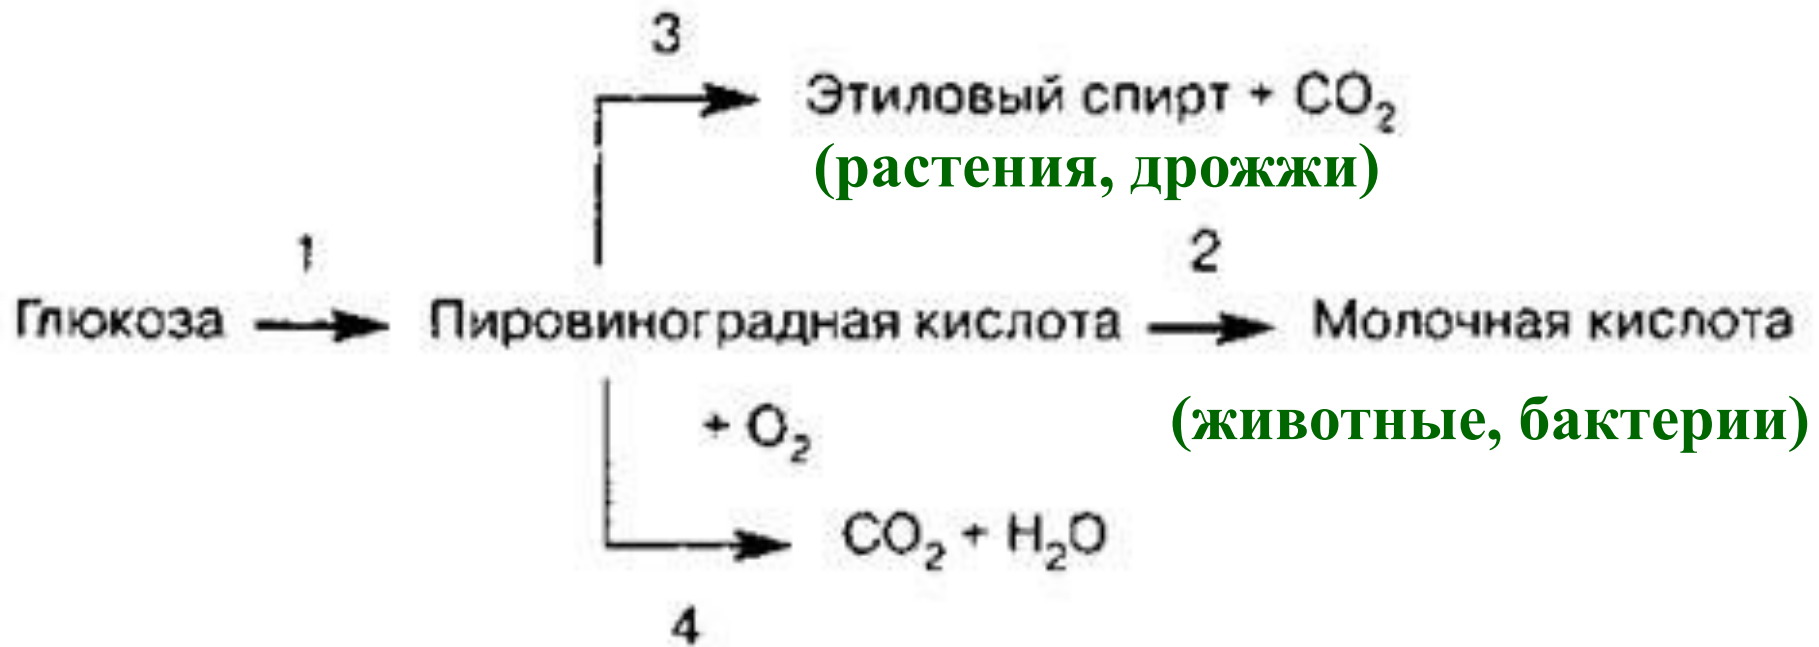 3
Этиловый спирт + CO₂
(растения, дрожжи)
1
2
Глюкоза
Пировиноградная кислота
Молочная кислота
+ O₂
(животные, бактерии)
CO₂ + H₂O
4